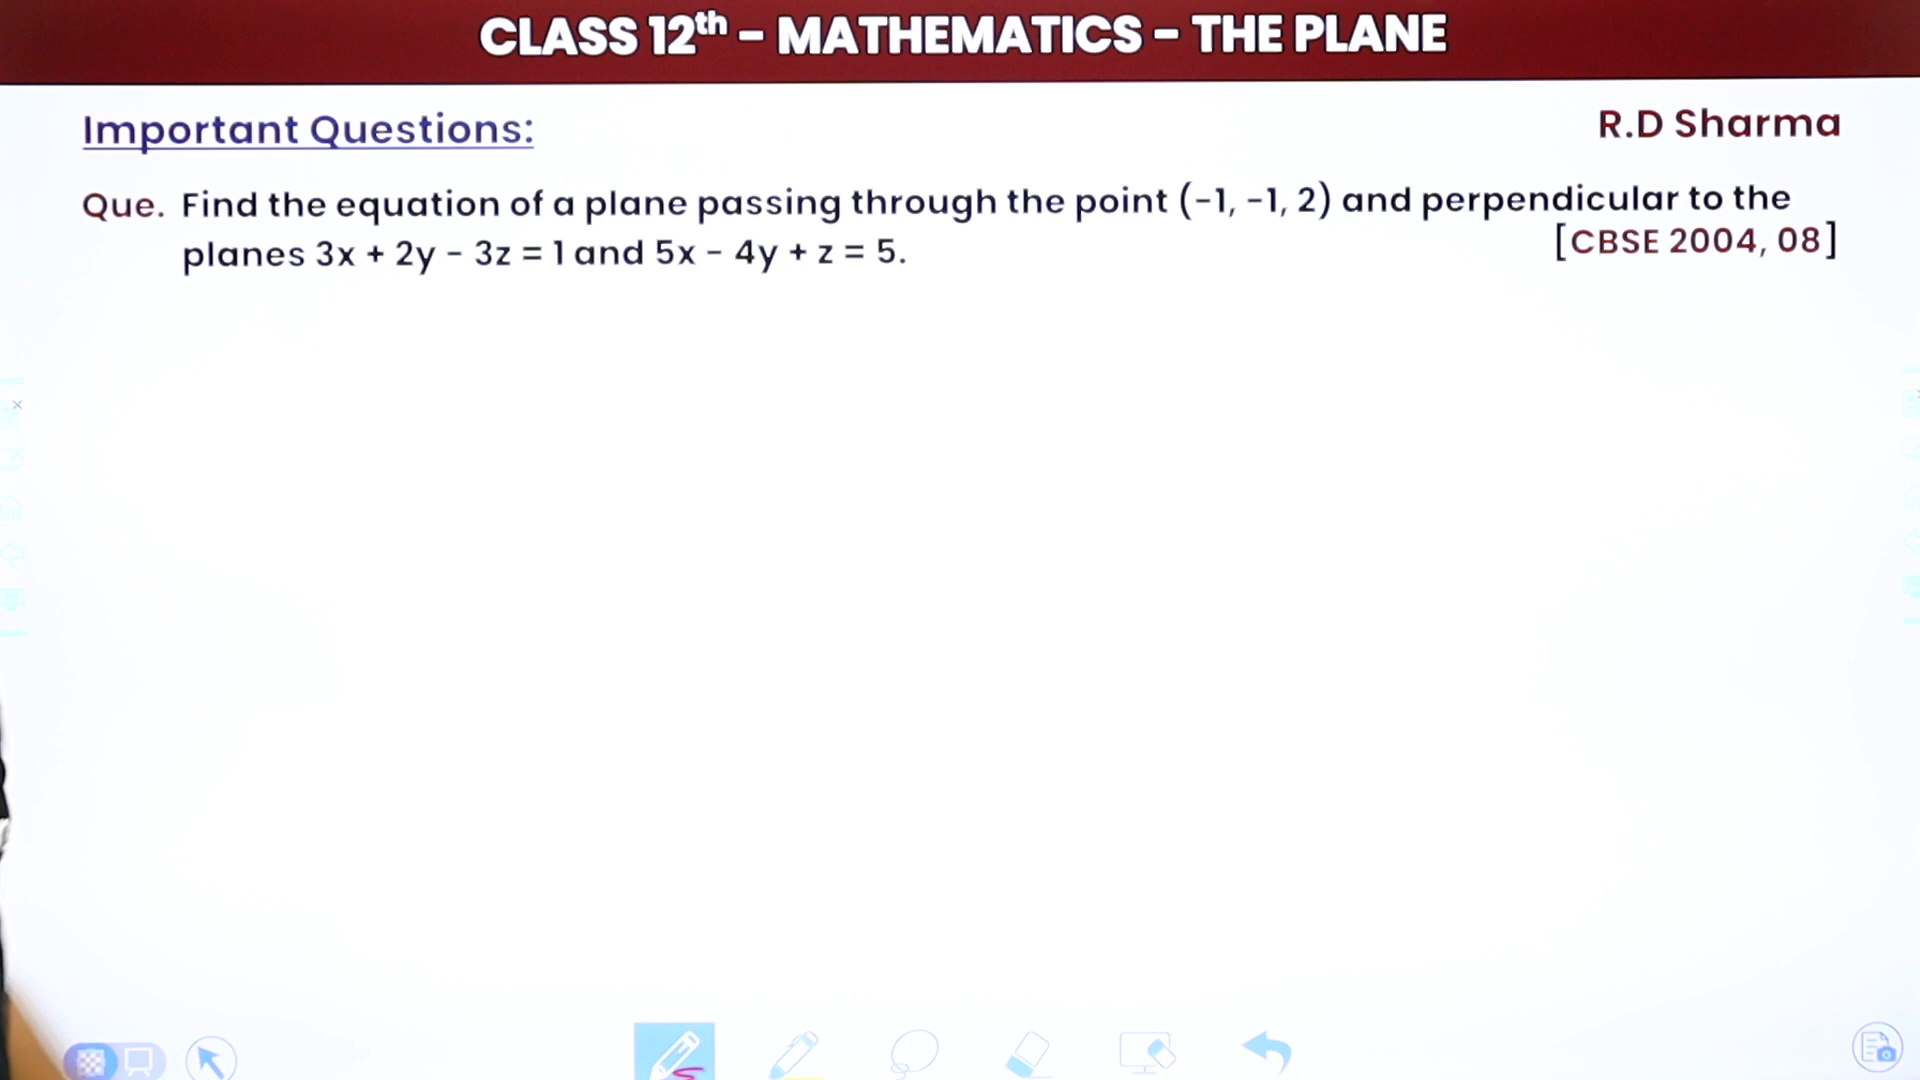 CLASS 12th – MATHEMATICS – THE PLANE
Important Questions:
R.D Sharma
Que. Find the equation of a plane passing through the point (-1, -1, 2) and perpendicular to the
planes 3x + 2y - 3z = 1 and 5x - 4y + z = 5.
[CBSE 2004, 08]